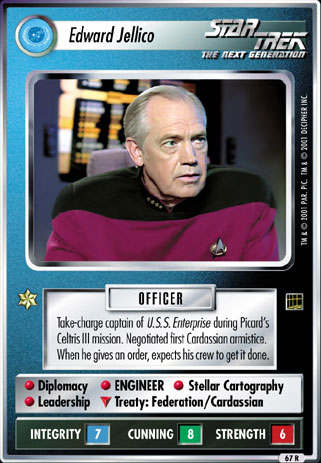 Edward Jellico
STAR TREK
THE NEXT GENERATION
TM & © 2001 PAR. PIC. TM & © 2001 DECIPHER INC.
OFFICER
Take-charge captain of U.S.S. Enterprise during Picard's
Celtris III mission. Negotiated first Cardassian armistice.
When he gives an order, expects his crew to get it done.
Diplomacy ENGINEER Stellar Cartography
Leadership Treaty: Federation/Cardassian
INTEGRITY 7 CUNNING 8 STRENGTH 6
67 R